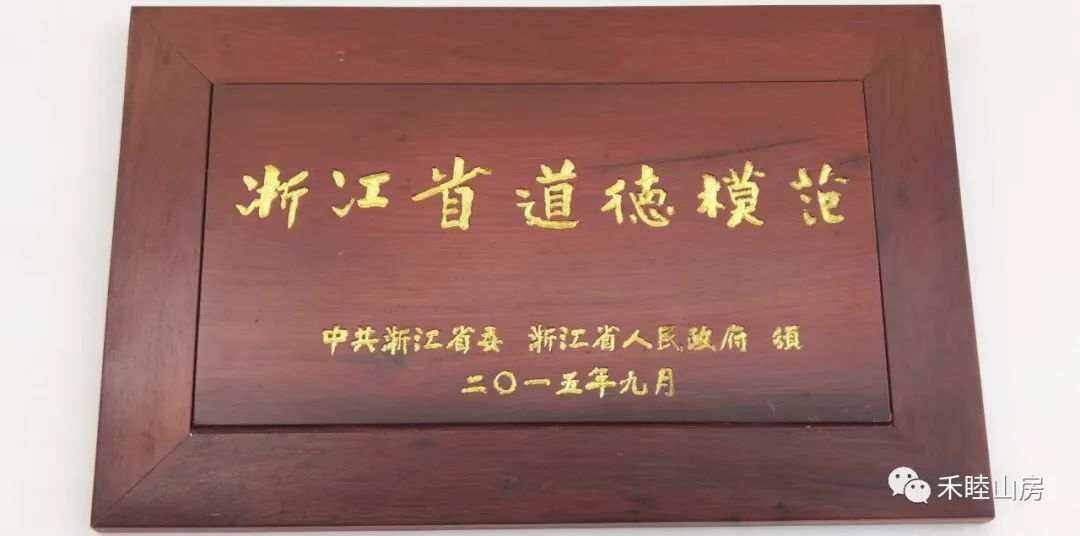 浙江省道德模范
中共浙江省委 浙江省人民政府 颁
二〇一五年九月
禾睦山房